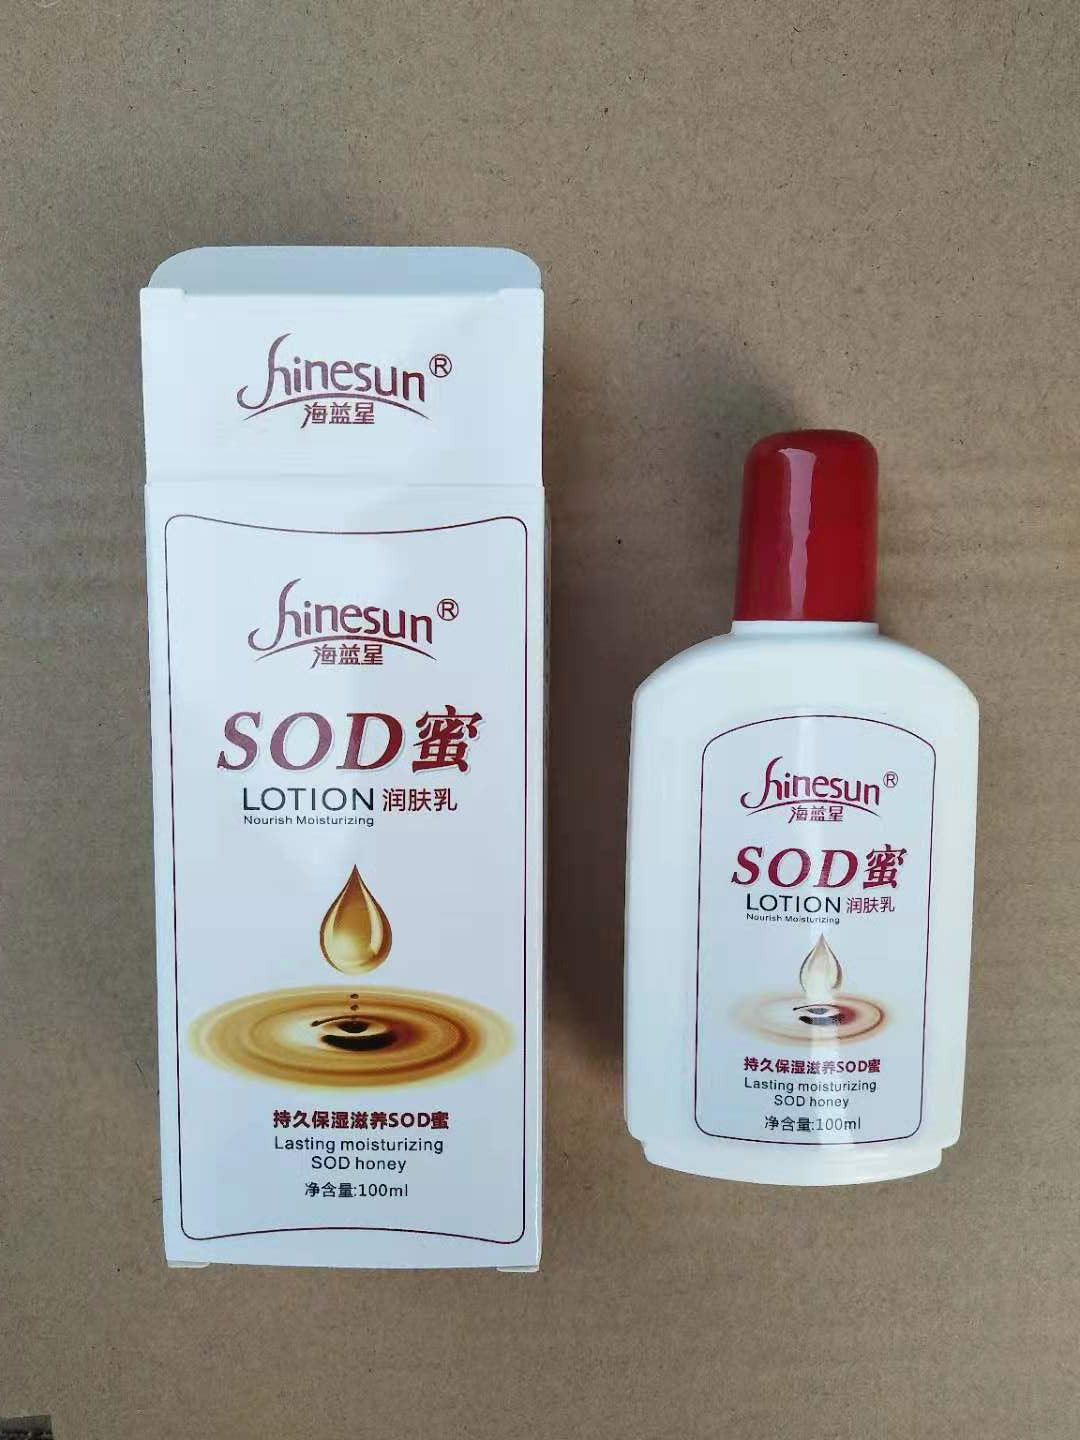 hinesun®
海蓝星
hinesun®
海蓝星
SOD蜜
LOTION 润肤乳
Nourish Moisturizing
持久保湿滋养SOD蜜
Lasting moisturizing
SOD honey
净含量:100ml
hinesun®
海蓝星
SOD蜜
LOTION 润肤乳
Nourish Moisturizing
持久保湿滋养SOD蜜
Lasting moisturizing
SOD honey
净含量:100ml